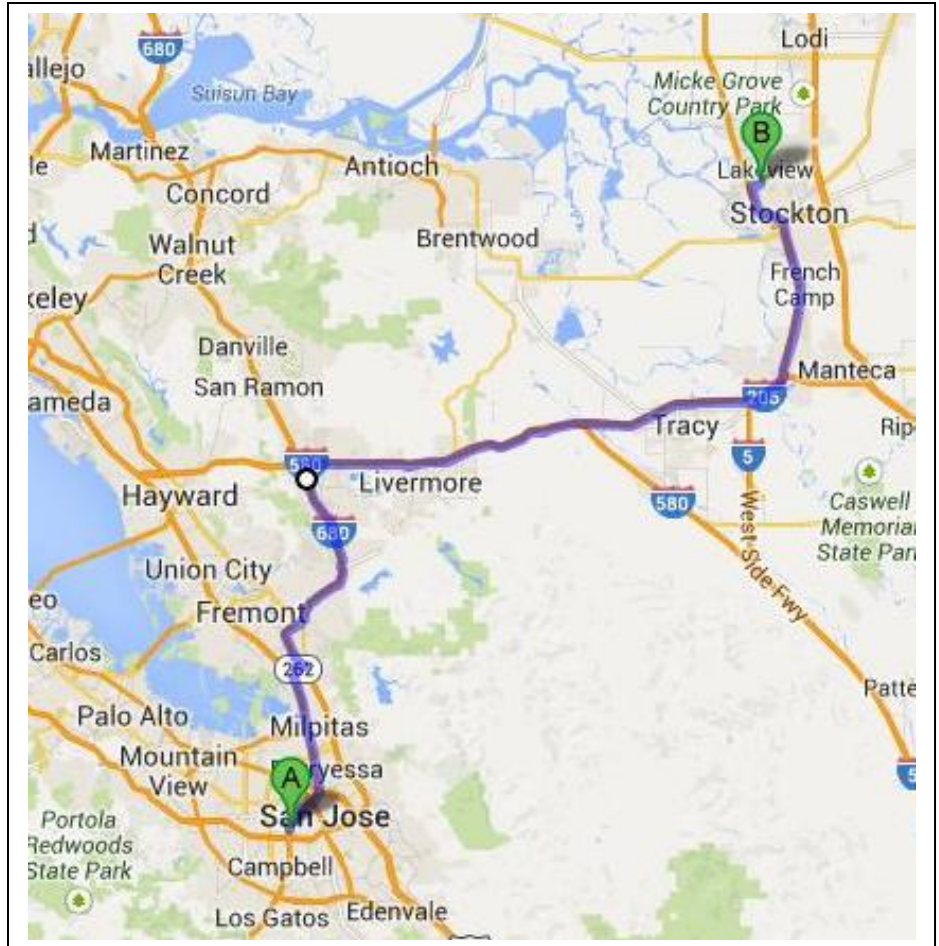 Lodi
680
allejo
Micke Grove
Country Park
Suisun Bay
B
Martinez
Antioch
le
Lakeview
Concord
Stockton
d
Walnut
Creek
Brentwood
French
Camp
keley
Danville
San Ramon
Manteca
ameda
205
Tracy
Rip
5
580
Livermore
Hayward
580
Caswell
Memorial
State Par
680
West Side Fwy
Union City
eo
Fremont
Carlos
262
Patte
Palo Alto
Milpitas
Mountain
View
A
ryessa
5
San Jose
Portola
Redwoods
State Park
Campbell
Los Gatos
Edenvale